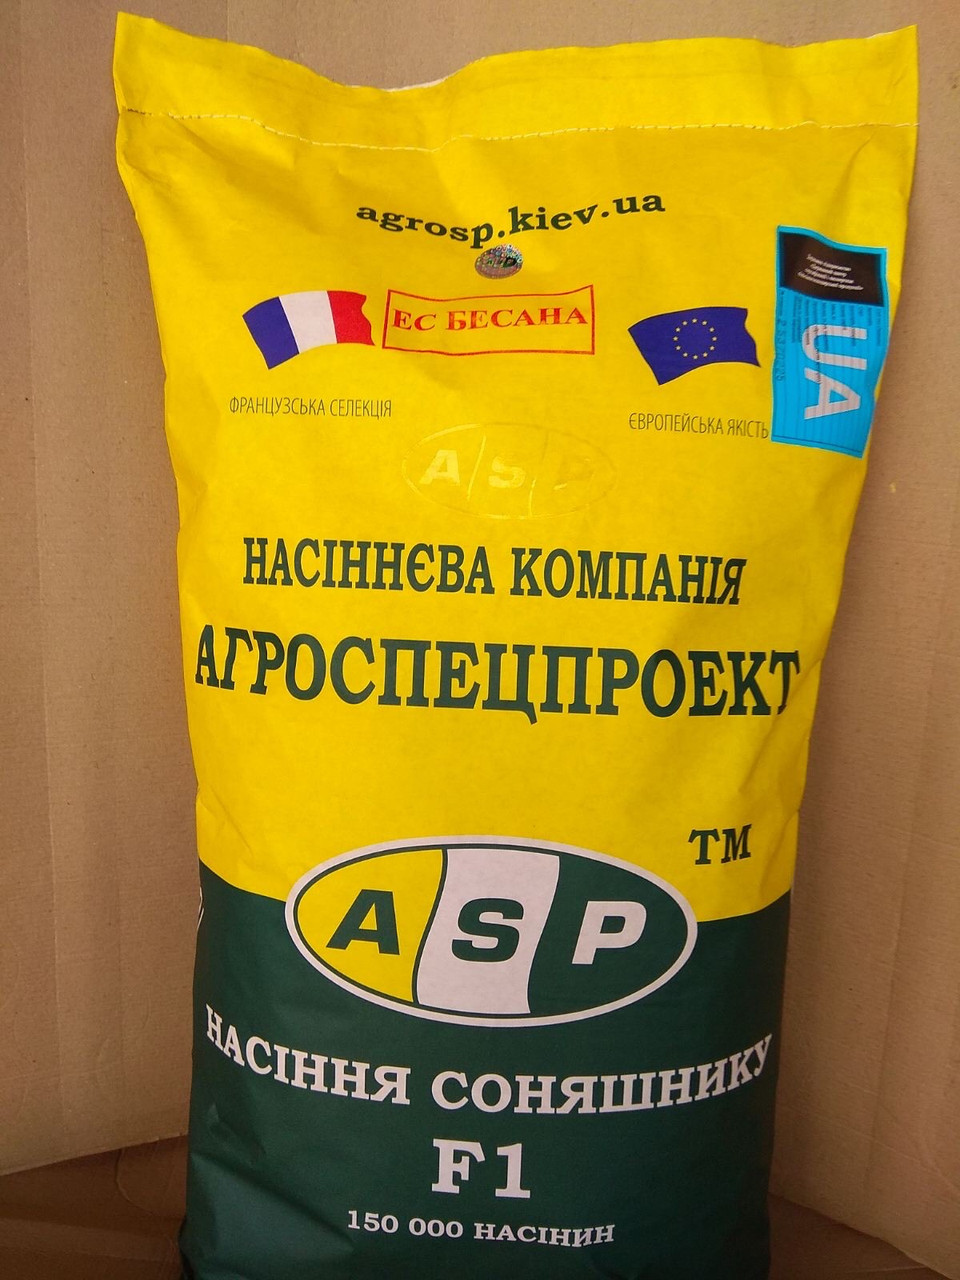 agrosp.kiev.ua
ЕС БЕСАНА
ФРАНЦУЗСЬКА СЕЛЕКЦІЯ
ЄВРОПЕЙСЬКА ЯКІСТЬ
UA
ASP
НАСІННЄВА КОМПАНІЯ
АГРОСПЕЦПРОЕКТ
ТМ
ASP
НАСІННЯ СОНЯШНИКУ
F1
150 000 НАСІНИН